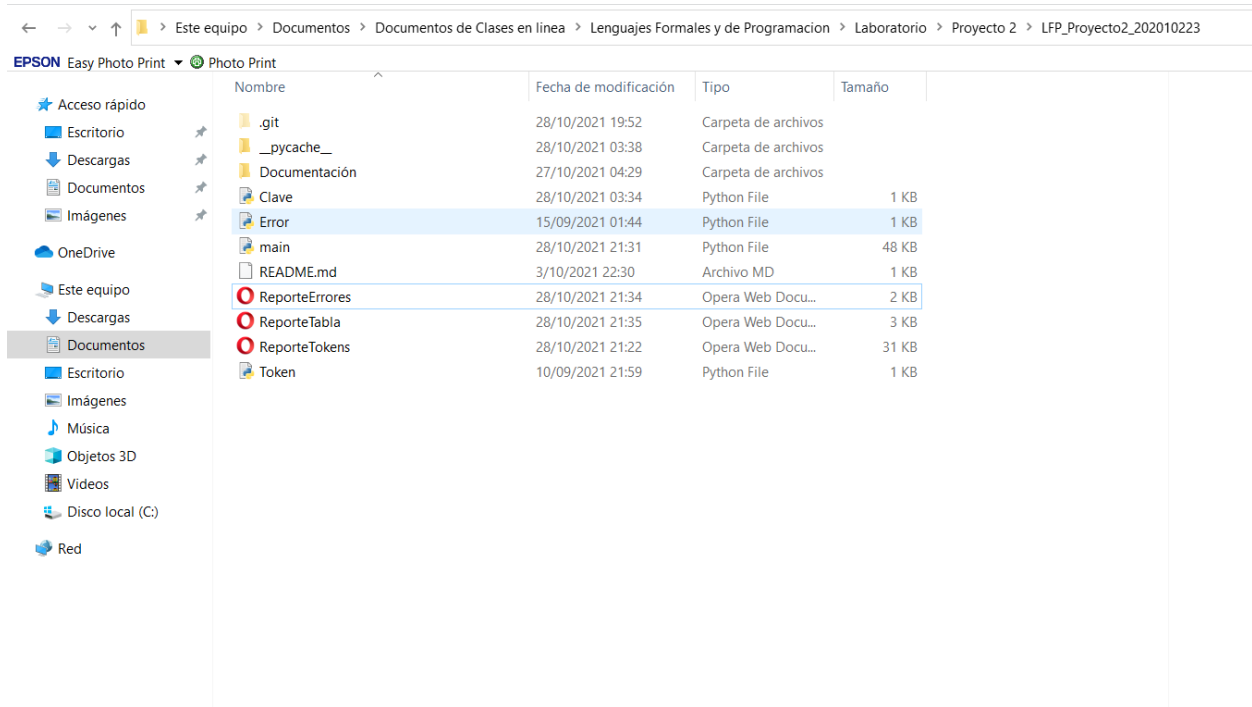 Este equipo > Documentos > Documentos de Clases en linea > Lenguajes Formales y de Programacion > Laboratorio > Proyecto 2 > LFP_Proyecto2_202010223
EPSON Easy Photo Print Photo Print
Nombre Fecha de modificación Tipo Tamaño
Acceso rápido
Escritorio
Descargas
Documentos
Imágenes
OneDrive
Este equipo
Descargas
Documentos
Escritorio
Imágenes
Música
Objetos 3D
Videos
Disco local (C:)
Red
.git 28/10/2021 19:52 Carpeta de archivos
__pycache__ 28/10/2021 03:38 Carpeta de archivos
Documentación 27/10/2021 04:29 Carpeta de archivos
Clave 28/10/2021 03:34 Python File 1 KB
Error 15/09/2021 01:44 Python File 1 KB
main 28/10/2021 21:31 Python File 48 KB
README.md 3/10/2021 22:30 Archivo MD 1 KB
ReporteErrores 28/10/2021 21:34 Opera Web Docu... 2 KB
ReporteTabla 28/10/2021 21:35 Opera Web Docu... 3 KB
ReporteTokens 28/10/2021 21:22 Opera Web Docu... 31 KB
Token 10/09/2021 21:59 Python File 1 KB